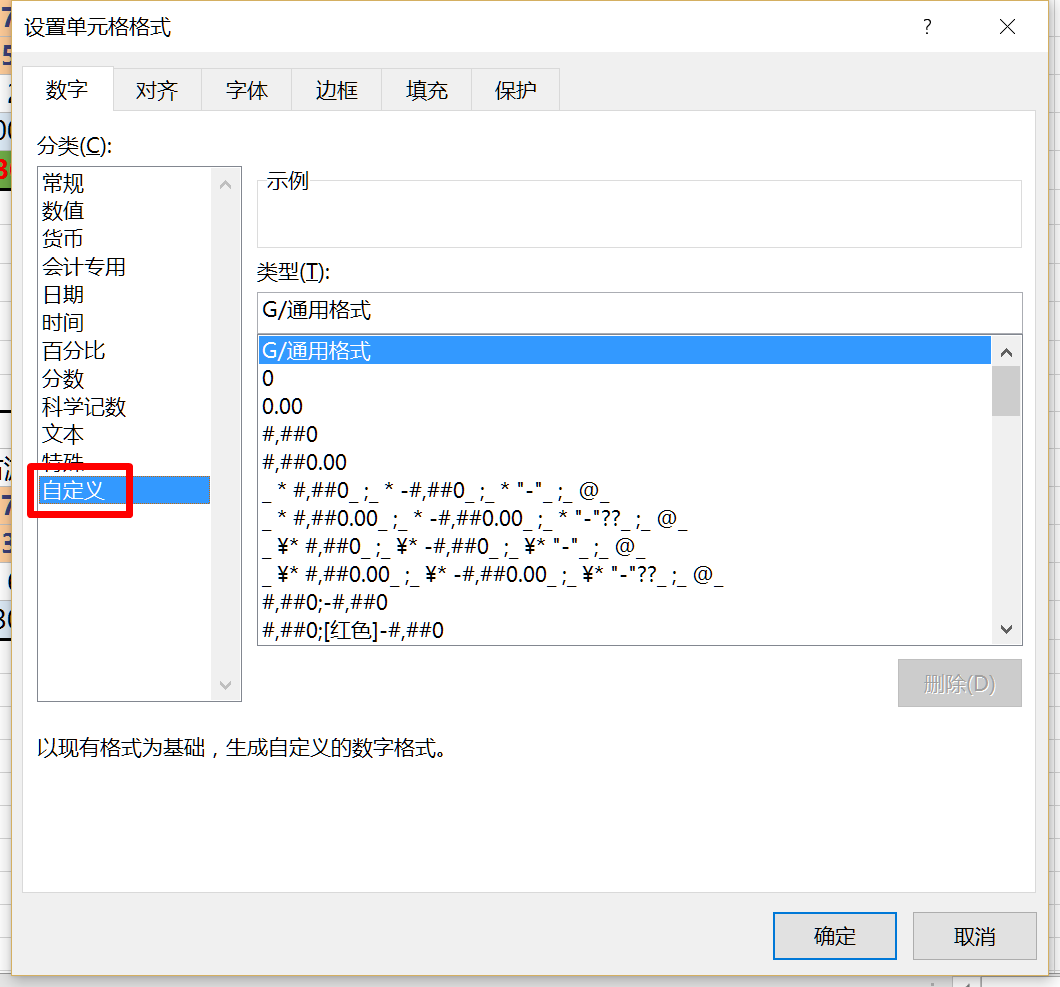 设置单元格格式
?
数字 对齐 字体 边框 填充 保护
分类(C):
常规
数值
货币
会计专用
日期
时间
百分比
分数
科学记数
文本
特殊
自定义
示例
类型(T):
G/通用格式
G/通用格式
0
0.00
#,##0
#,##0.00
_ * #,##0_ ;_ * -#,##0_ ;_ * "-"_ ;_ @_
_ * #,##0.00_ ;_ * -#,##0.00_ ;_ * "-"??_ ;_ @_
_ ¥* #,##0_ ;_ ¥* -#,##0_ ;_ ¥* "-"_ ;_ @_
_ ¥* #,##0.00_ ;_ ¥* -#,##0.00_ ;_ ¥* "-"??_ ;_ @_
#,##0;-#,##0
#,##0;[红色]-#,##0
删除(D)
以现有格式为基础，生成自定义的数字格式。
确定 取消